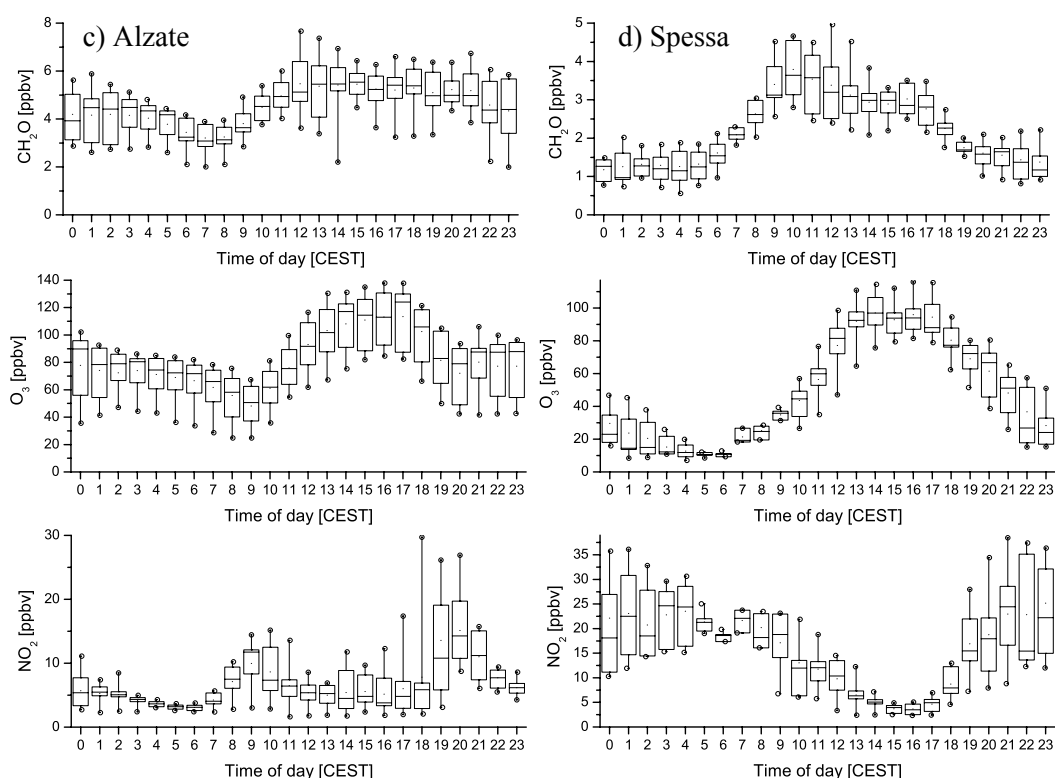 c) Alzate
CH₂O [ppbv]
8
6
4
2
0
0 1 2 3 4 5 6 7 8 9 10 11 12 13 14 15 16 17 18 19 20 21 22 23
Time of day [CEST]
d) Spessa
CH₂O [ppbv]
5
4
3
2
1
0
0 1 2 3 4 5 6 7 8 9 10 11 12 13 14 15 16 17 18 19 20 21 22 23
Time of day [CEST]
O₃ [ppbv]
140
120
100
80
60
40
20
0
0 1 2 3 4 5 6 7 8 9 10 11 12 13 14 15 16 17 18 19 20 21 22 23
Time of day [CEST]
O₃ [ppbv]
100
80
60
40
20
0
0 1 2 3 4 5 6 7 8 9 10 11 12 13 14 15 16 17 18 19 20 21 22 23
Time of day [CEST]
NO₂ [ppbv]
30
20
10
0
0 1 2 3 4 5 6 7 8 9 10 11 12 13 14 15 16 17 18 19 20 21 22 23
Time of day [CEST]
NO₂ [ppbv]
35
30
25
20
15
10
5
0
0 1 2 3 4 5 6 7 8 9 10 11 12 13 14 15 16 17 18 19 20 21 22 23
Time of day [CEST]